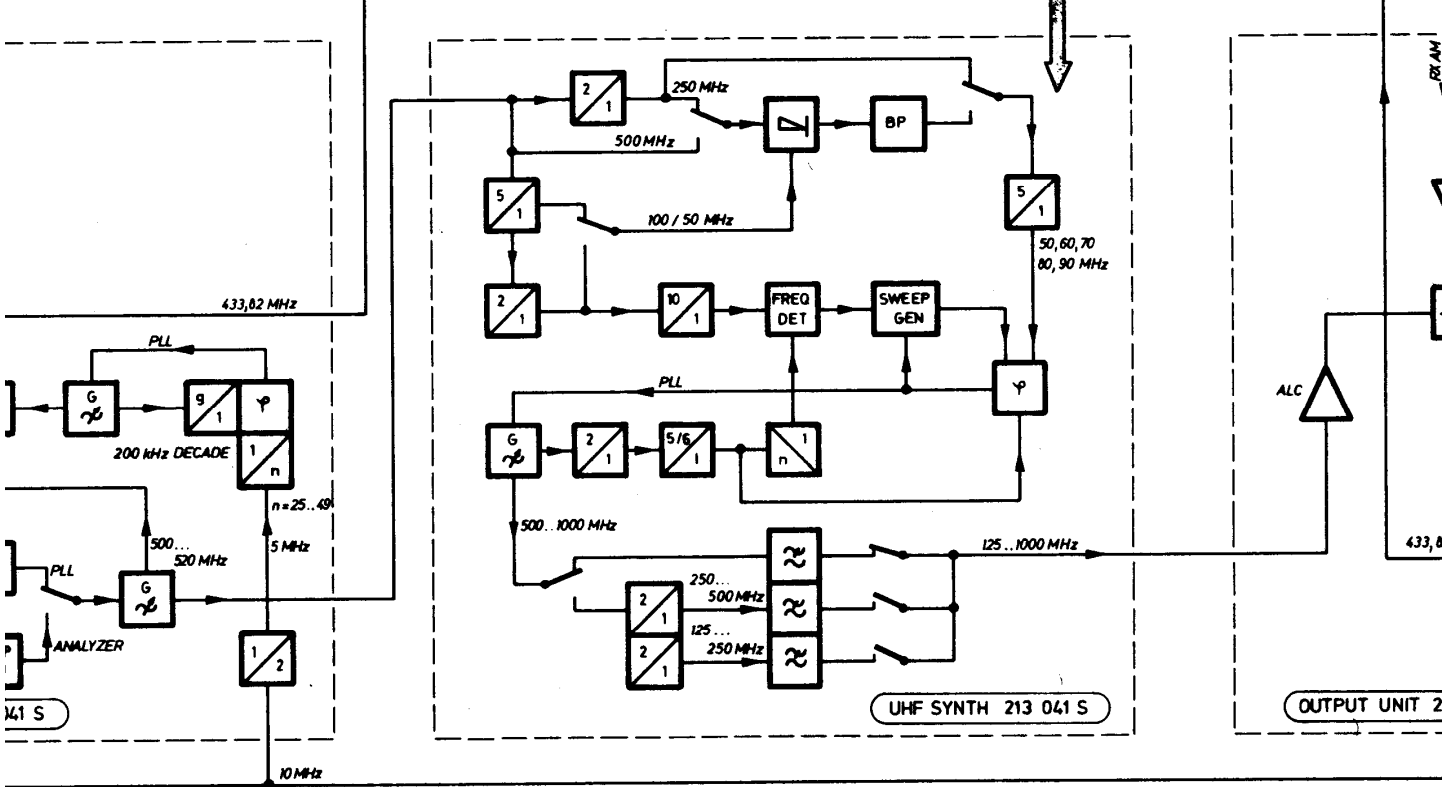 433,82 MHz
PLL
G
9/1
φ
200 kHz DECADE
1/n
n=25..49
5 MHz
500...
520 MHz
PLL
G
ANALYZER
1/2
041 S
10 MHz
2/1
250 MHz
500 MHz
BP
5/1
100 / 50 MHz
5/1
50,60,70
80,90 MHz
2/1
10/1
FREQ
DET
SWEEP
GEN
PLL
φ
G
2/1
5/6/1
1/n
500..1000 MHz
2/1
250...
500 MHz
2/1
125...
250 MHz
125..1000 MHz
UHF SYNTH 213 041 S
RX AM
ALC
433,8
OUTPUT UNIT 2